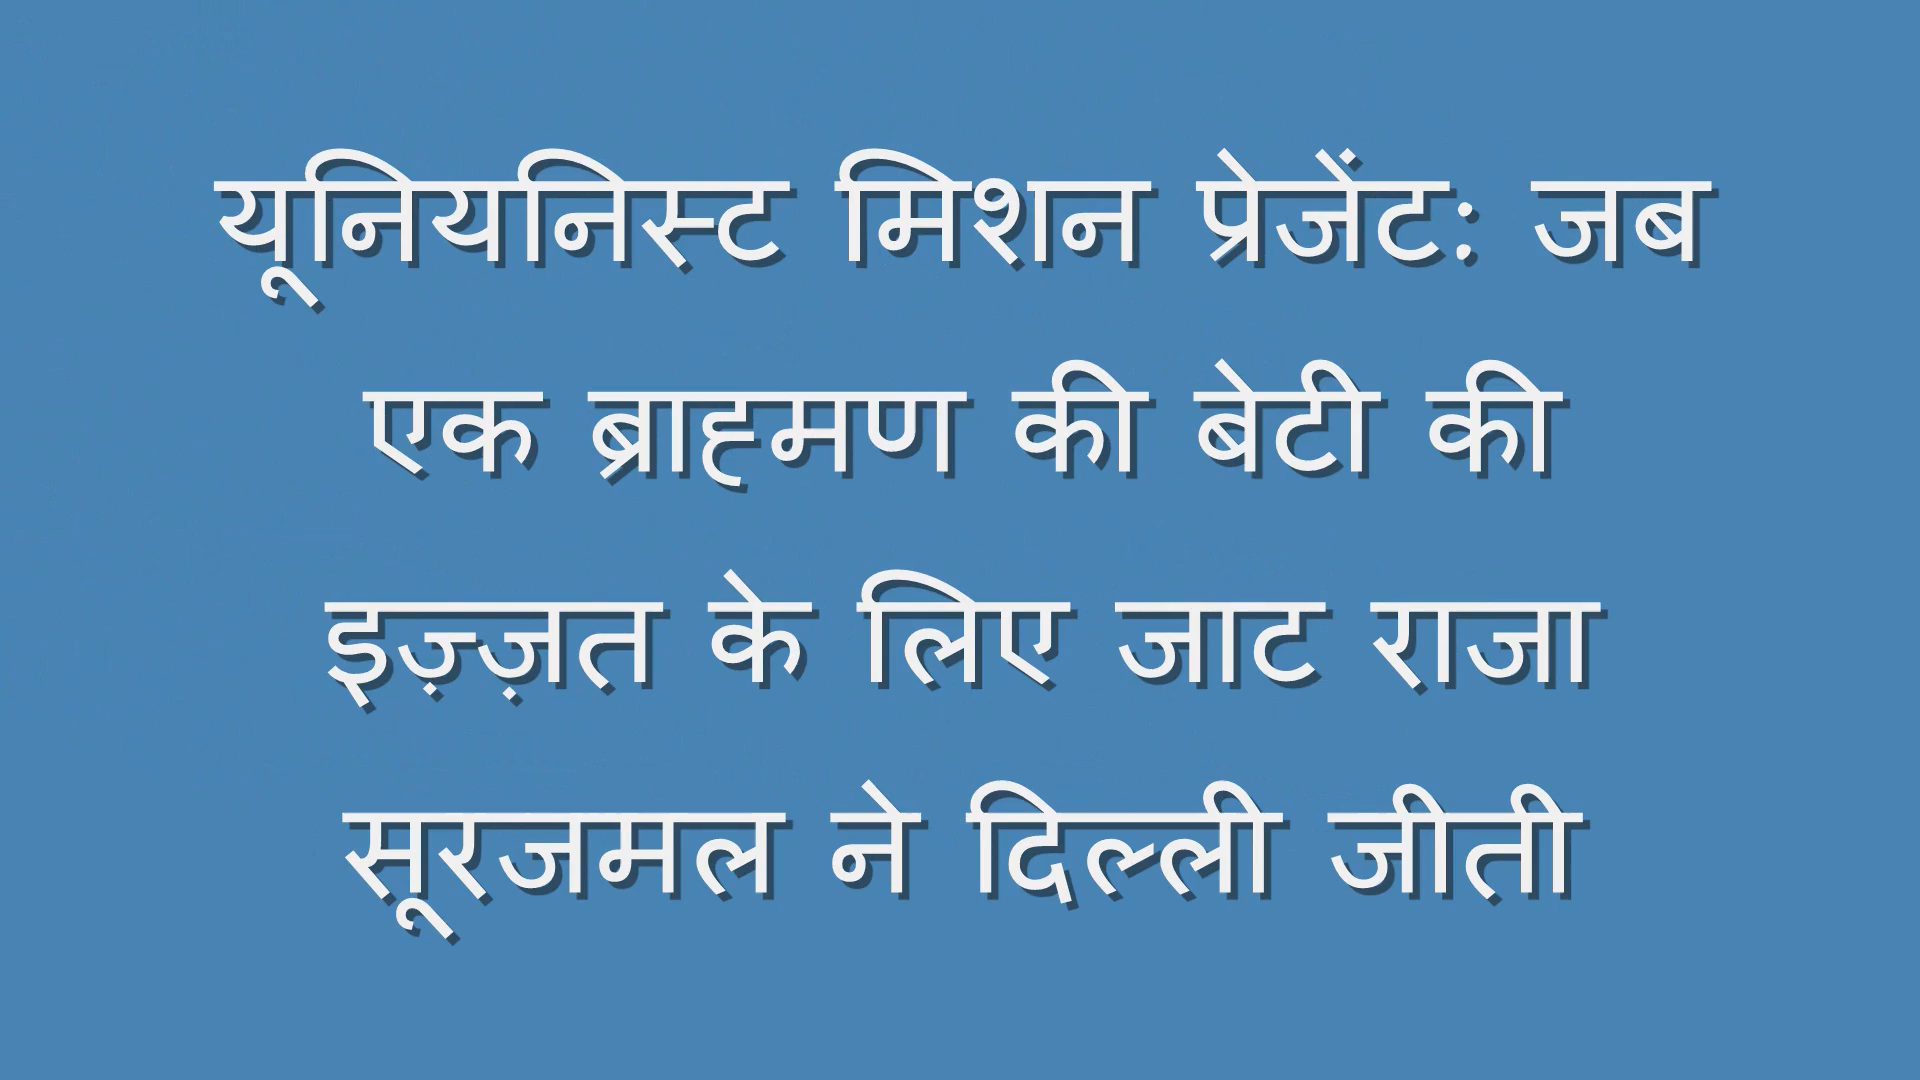 यूनियनिस्ट मिशन प्रेजेंट: जब
एक ब्राह्मण की बेटी की
इज़्ज़त के लिए जाट राजा
सूरजमल ने दिल्ली जीती